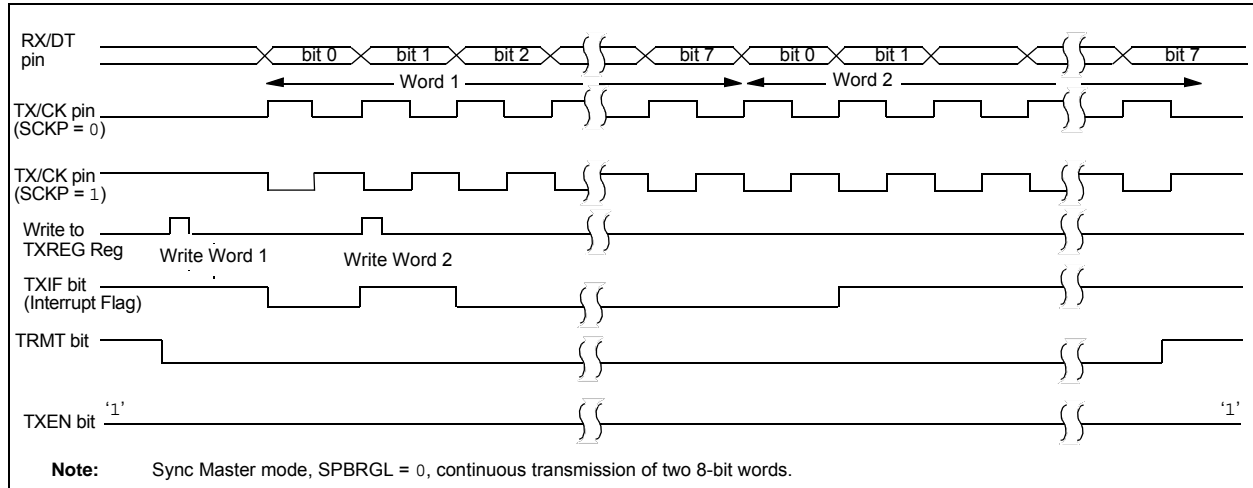 RX/DT
pin
bit 0 bit 1 bit 2 bit 7 bit 0 bit 1 bit 7
Word 1 Word 2
TX/CK pin
(SCKP = 0)
TX/CK pin
(SCKP = 1)
Write to
TXREG Reg
Write Word 1 Write Word 2
TXIF bit
(Interrupt Flag)
TRMT bit
‘1’ ‘1’
TXEN bit
Note: Sync Master mode, SPBRGL = 0, continuous transmission of two 8-bit words.